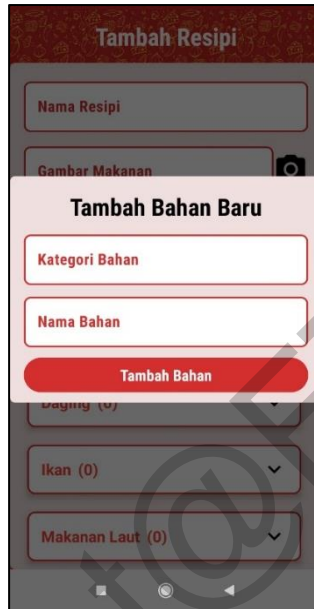 Tambah Resipi
Nama Resipi
Gambar Makanan
Tambah Bahan Baru
Kategori Bahan
Nama Bahan
Tambah Bahan
Daging (0)
Ikan (0)
Makanan Laut (0)